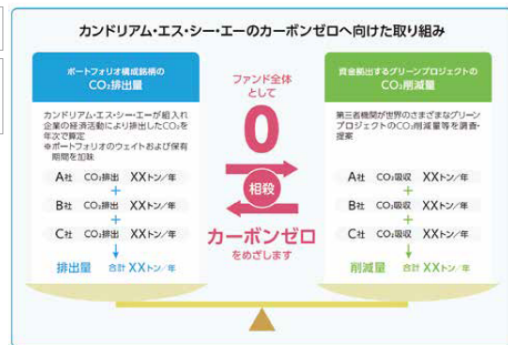 カンドリアム・エス・シー・エーのカーボンゼロへ向けた取り組み
ポートフォリオ構成銘柄の
CO₂排出量
カンドリアム・エス・シー・エーが組入れ
企業の経済活動により排出したCO₂を
年次で算定
※ポートフォリオのウェイトおよび保有
期間を加味
A社 CO₂排出 XXトン/年
+
B社 CO₂排出 XXトン/年
+
C社 CO₂排出 XXトン/年
排出量 合計 XXトン/年
ファンド全体
として
0
相殺
カーボンゼロ
をめざします
資金拠出するグリーンプロジェクトの
CO₂削減量
第三者機関が世界のさまざまなグリーン
プロジェクトのCO₂削減量等を調査・
提案
A社 CO₂吸収 XXトン/年
+
B社 CO₂吸収 XXトン/年
+
C社 CO₂吸収 XXトン/年
削減量 合計 XXトン/年